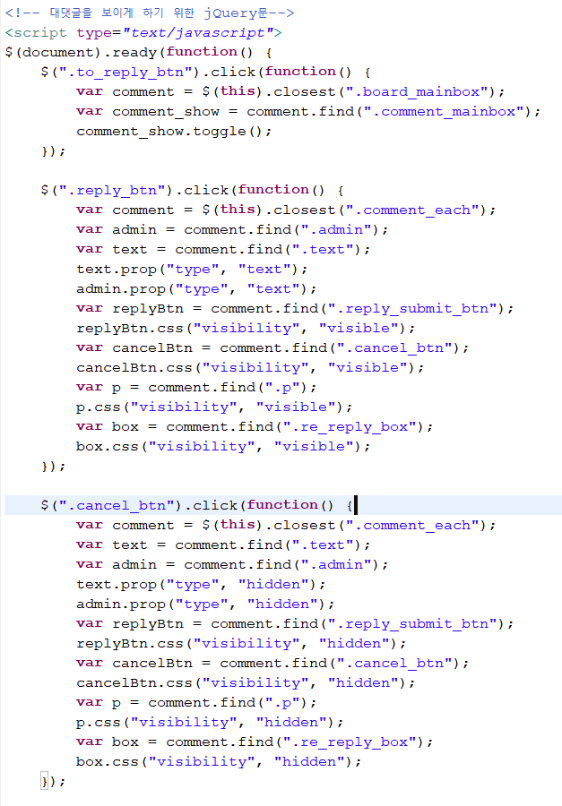 <!-- 대댓글을 보이게 하기 위한 jQuery문-->
<script type="text/javascript">
$(document).ready(function() {
    $(".to_reply_btn").click(function() {
        var comment = $(this).closest(".board_mainbox");
        var comment_show = comment.find(".comment_mainbox");
        comment_show.toggle();
    });

    $(".reply_btn").click(function() {
        var comment = $(this).closest(".comment_each");
        var admin = comment.find(".admin");
        var text = comment.find(".text");
        text.prop("type", "text");
        admin.prop("type", "text");
        var replyBtn = comment.find(".reply_submit_btn");
        replyBtn.css("visibility", "visible");
        var cancelBtn = comment.find(".cancel_btn");
        cancelBtn.css("visibility", "visible");
        var p = comment.find(".p");
        p.css("visibility", "visible");
        var box = comment.find(".re_reply_box");
        box.css("visibility", "visible");
    });

    $(".cancel_btn").click(function() {
        var comment = $(this).closest(".comment_each");
        var text = comment.find(".text");
        var admin = comment.find(".admin");
        text.prop("type", "hidden");
        admin.prop("type", "hidden");
        var replyBtn = comment.find(".reply_submit_btn");
        replyBtn.css("visibility", "hidden");
        var cancelBtn = comment.find(".cancel_btn");
        cancelBtn.css("visibility", "hidden");
        var p = comment.find(".p");
        p.css("visibility", "hidden");
        var box = comment.find(".re_reply_box");
        box.css("visibility", "hidden");
    });